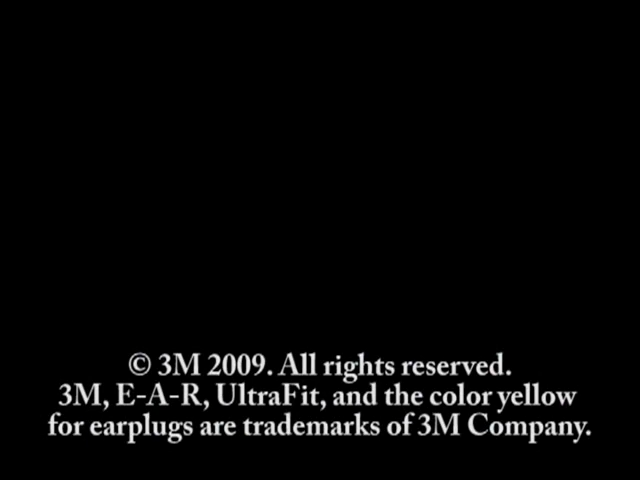 © 3M 2009. All rights reserved.
3M, E-A-R, UltraFit, and the color yellow
for earplugs are trademarks of 3M Company.